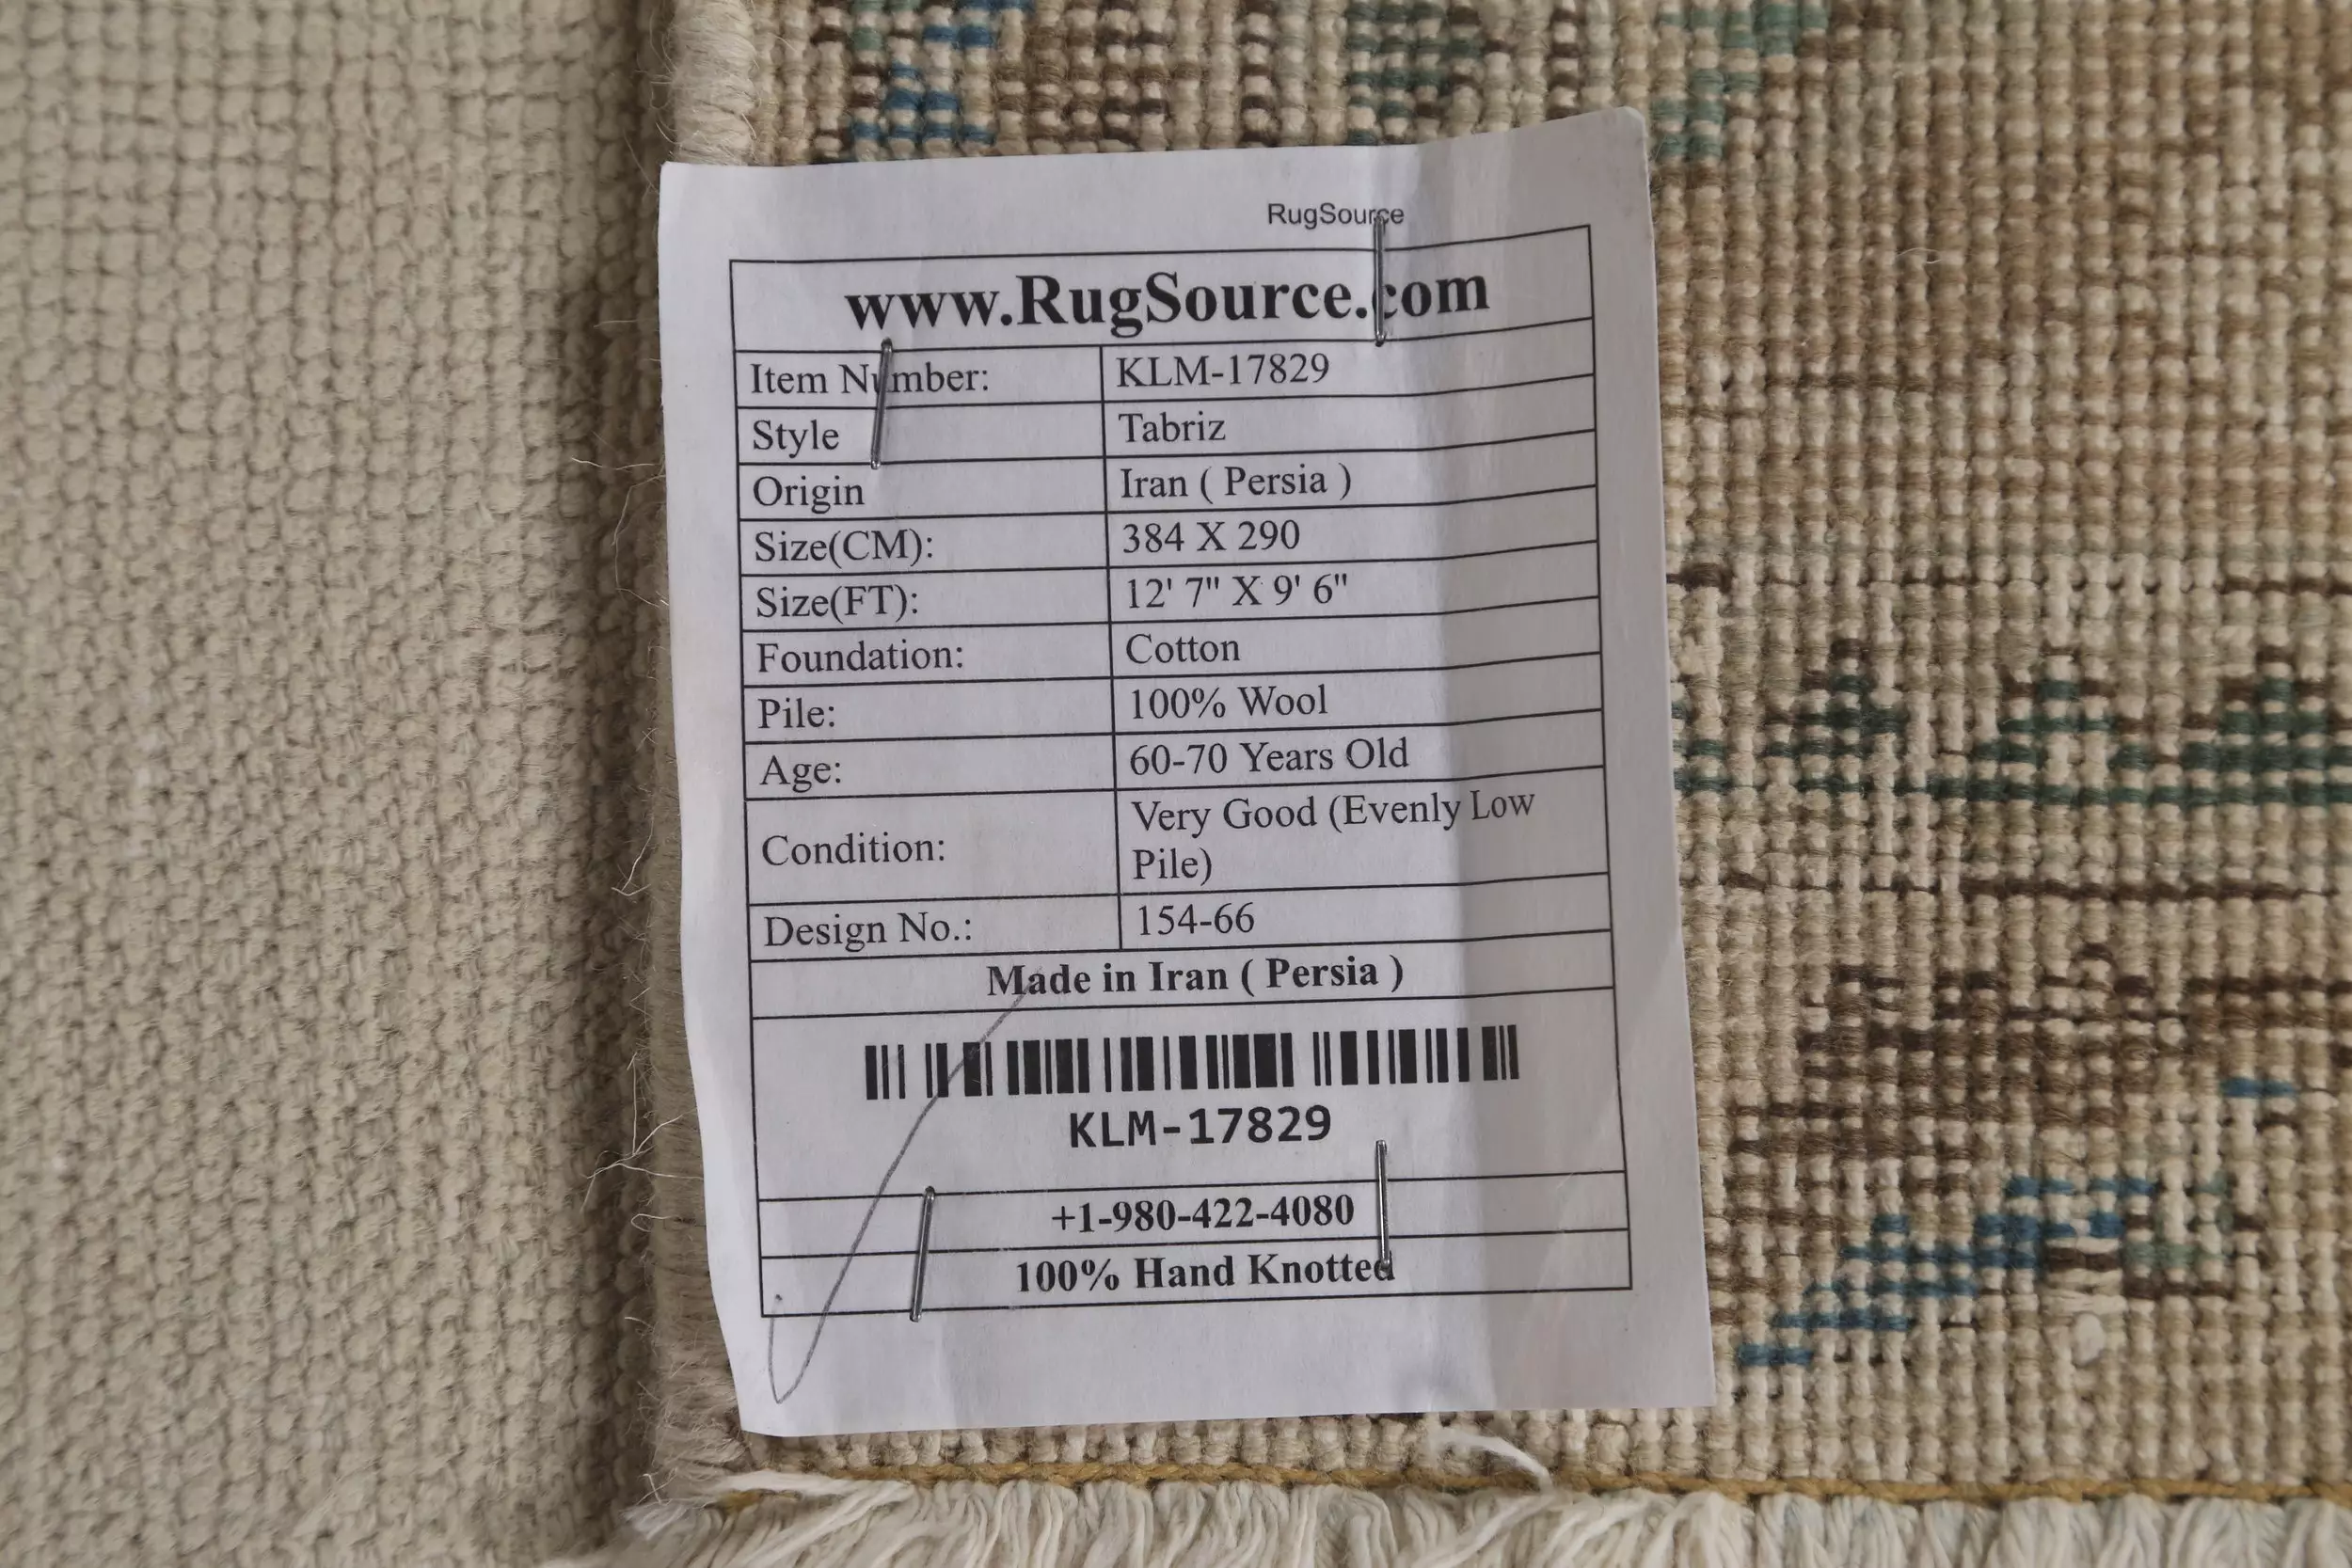 RugSource
www.RugSource.com
Item Number: KLM-17829
Style Tabriz
Origin Iran ( Persia )
Size(CM): 384 X 290
Size(FT): 12' 7" X 9' 6"
Foundation: Cotton
Pile: 100% Wool
Age: 60-70 Years Old
Condition: Very Good (Evenly Low
Pile)
Design No.: 154-66
Made in Iran ( Persia )
KLM-17829
+1-980-422-4080
100% Hand Knotted